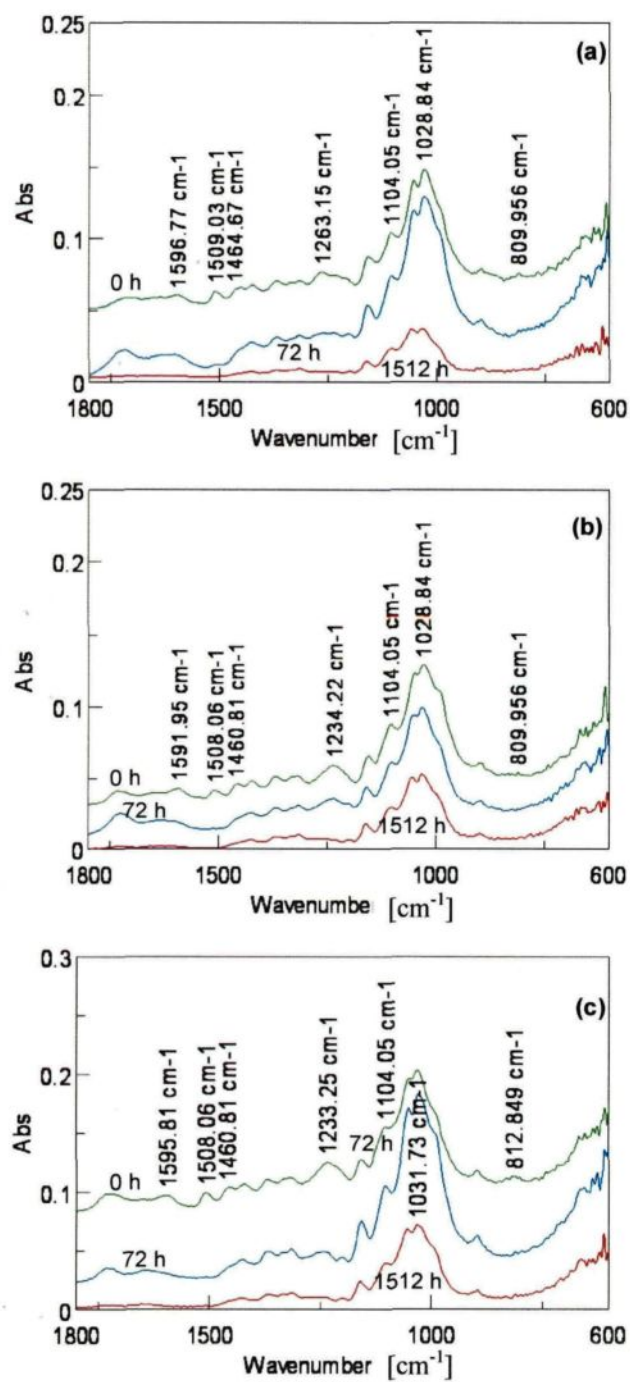 0.25
(a)
0.2
Abs
1596.77 cm-1
1509.03 cm-1
1464.67 cm-1
1263.15 cm-1
1104.05 cm-1
1028.84 cm-1
809.956 cm-1
0.1
0 h
72 h
1512 h
0
1800
1500
1000
600
Wavenumber [cm-1]
0.25
(b)
0.2
Abs
1591.95 cm-1
1508.06 cm-1
1460.81 cm-1
1234.22 cm-1
1104.05 cm-1
1028.84 cm-1
809.956 cm-1
0.1
0 h
72 h
1512 h
0
1800
1500
1000
600
Wavenumbe [cm-1]
0.3
(c)
0.2
Abs
1595.81 cm-1
1508.06 cm-1
1460.81 cm-1
1233.25 cm-1
1104.05 cm-1
1031.73 cm-1
812.849 cm-1
72 h
0 h
0.1
72 h
1512 h
0
1800
1500
1000
600
Wavenumber [cm-1]